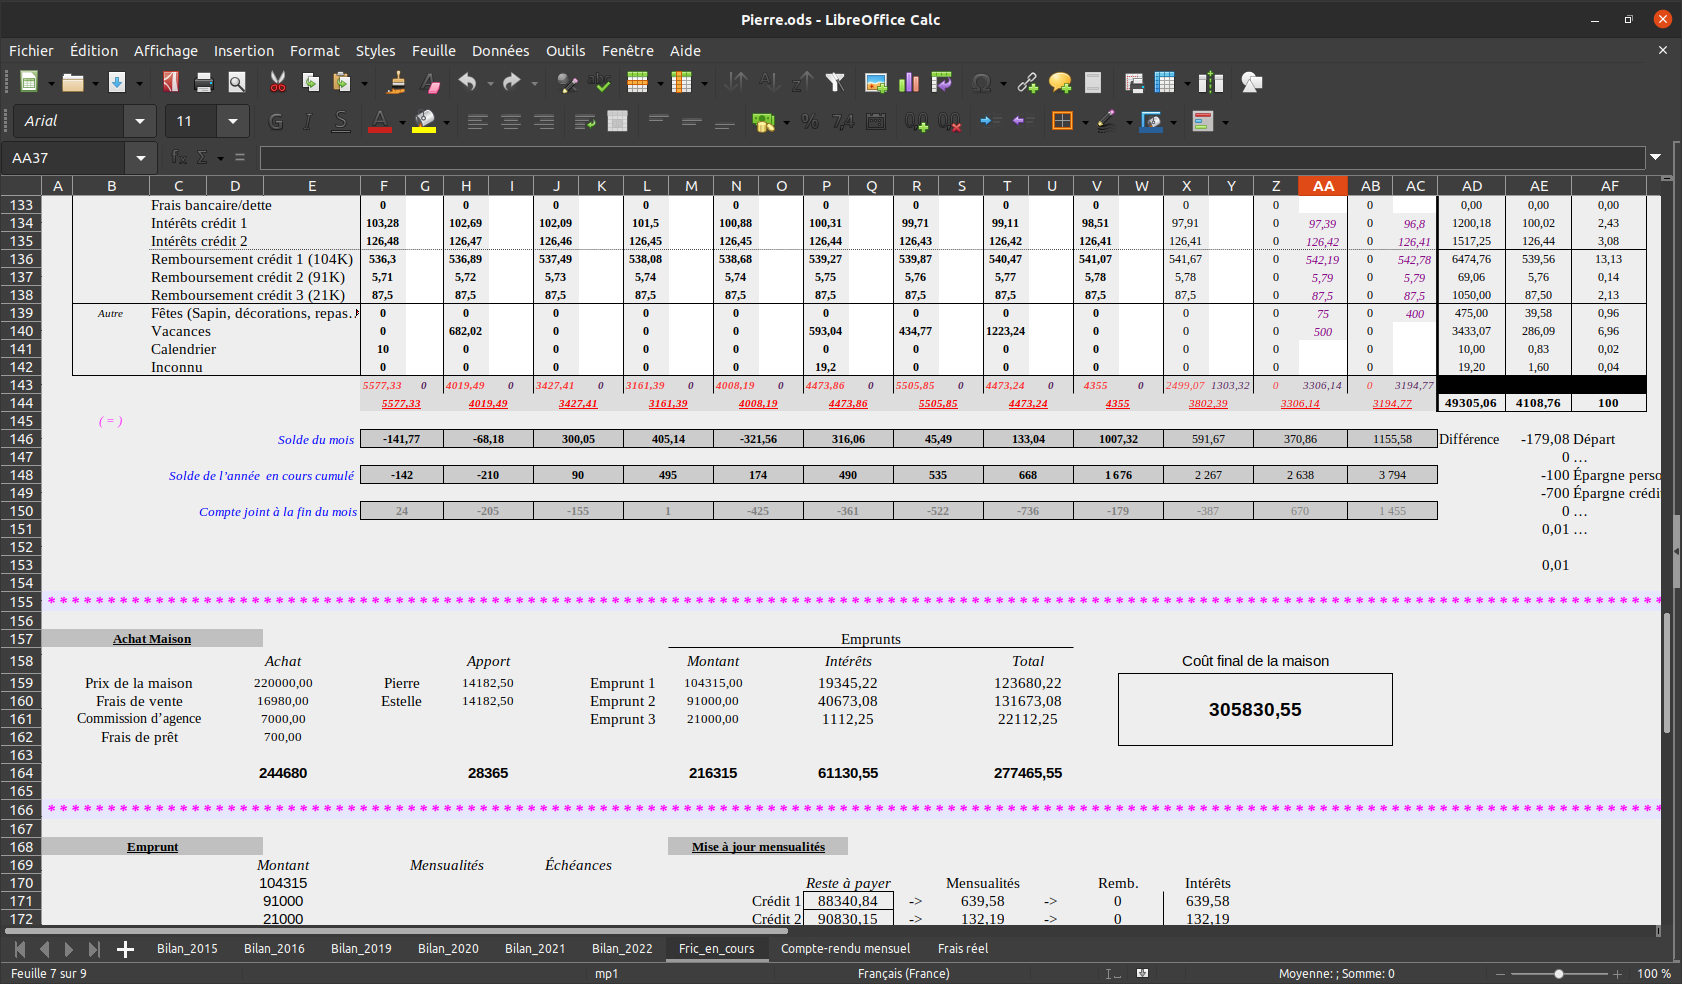 Pierre.ods - LibreOffice Calc
Fichier Édition Affichage Insertion Format Styles Feuille Données Outils Fenêtre Aide
Arial 11
AA37
A B C D E F G H I J K L M N O P Q R S T U V W X Y Z AA AB AC AD AE AF
133 Frais bancaire/dette 0 0 0 0 0 0 0 0 0 0 0 0 0,00 0,00 0,00
134 Intérêts crédit 1 103,28 102,69 102,09 101,5 100,88 100,31 99,71 99,11 98,51 97,91 0 97,39 0 96,8 1200,18 100,02 2,43
135 Intérêts crédit 2 126,48 126,47 126,46 126,45 126,45 126,44 126,43 126,42 126,41 126,41 0 126,42 0 126,41 1517,25 126,44 3,08
136 Remboursement crédit 1 (104K) 536,3 536,89 537,49 538,08 538,68 539,27 539,87 540,47 541,07 541,67 0 542,19 0 542,78 6474,76 539,56 13,13
137 Remboursement crédit 2 (91K) 5,71 5,72 5,73 5,74 5,74 5,75 5,76 5,77 5,78 5,78 0 5,79 0 5,79 69,06 5,76 0,14
138 Remboursement crédit 3 (21K) 87,5 87,5 87,5 87,5 87,5 87,5 87,5 87,5 87,5 87,5 0 87,5 0 87,5 1050,00 87,50 2,13
139 Autre Fêtes (Sapin, décorations, repas. 0 0 0 0 0 0 0 0 0 0 0 75 0 400 475,00 39,58 0,96
140 Vacances 0 682,02 0 0 0 593,04 434,77 1223,24 0 0 0 500 0 3433,07 286,09 6,96
141 Calendrier 10 0 0 0 0 0 0 0 0 0 0 0 10,00 0,83 0,02
142 Inconnu 0 0 0 0 0 19,2 0 0 0 0 0 0 19,20 1,60 0,04
143 5577,33 0 4019,49 0 3427,41 0 3161,39 0 4008,19 0 4473,86 0 5505,85 0 4473,24 0 4355 0 2499,07 1303,32 0 3306,14 0 3194,77
144 5577,33 4019,49 3427,41 3161,39 4008,19 4473,86 5505,85 4473,24 4355 3802,39 3306,14 3194,77 49305,06 4108,76 100
145 ( = )
146 Solde du mois -141,77 -68,18 300,05 405,14 -321,56 316,06 45,49 133,04 1007,32 591,67 370,86 1155,58 Différence -179,08 Départ
147 0 …
148 Solde de l’année en cours cumulé -142 -210 90 495 174 490 535 668 1 676 2 267 2 638 3 794 -100 Épargne perso
149 -700 Épargne crédi
150 Compte joint à la fin du mois 24 -205 -155 1 -425 -361 -522 -736 -179 -387 670 1 455 0 …
151 0,01 …
152
153 0,01
154
155 * * * * * * * * * * * * * * * * * * * * * * * * * * * * * * * * * * * * * * * *
156
157 Achat Maison Emprunts
158 Achat Apport Montant Intérêts Total Coût final de la maison
159 Prix de la maison 220000,00 Pierre 14182,50 Emprunt 1 104315,00 19345,22 123680,22
160 Frais de vente 16980,00 Estelle 14182,50 Emprunt 2 91000,00 40673,08 131673,08 305830,55
161 Commission d’agence 7000,00 Emprunt 3 21000,00 1112,25 22112,25
162 Frais de prêt 700,00
163
164 244680 28365 216315 61130,55 277465,55
165
166 * * * * * * * * * * * * * * * * * * * * * * * * * * * * * * * * * * * * * * * *
167
168 Emprunt Mise à jour mensualités
169 Montant Mensualités Échéances
170 104315 Reste à payer Mensualités Remb. Intérêts
171 91000 Crédit 1 88340,84 -> 639,58 -> 0 639,58
172 21000 Crédit 2 90830,15 -> 132,19 -> 0 132,19
Bilan_2015 Bilan_2016 Bilan_2019 Bilan_2020 Bilan_2021 Bilan_2022 Fric_en_cours Compte-rendu mensuel Frais réel
Feuille 7 sur 9 mp1 Français (France) Moyenne: ; Somme: 0 100 %